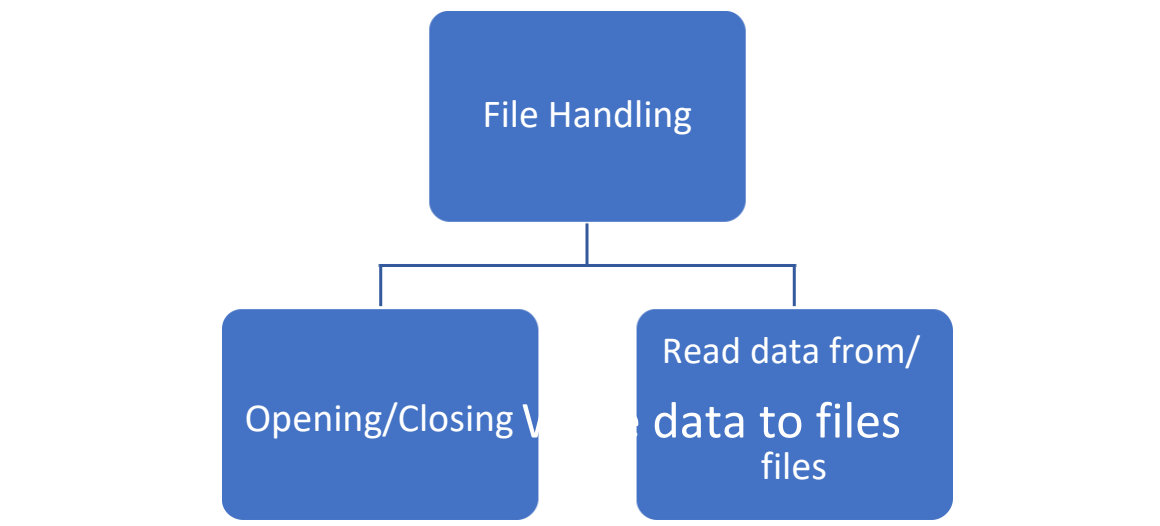 File Handling
Opening/Closing
Read data from/
data to files
files